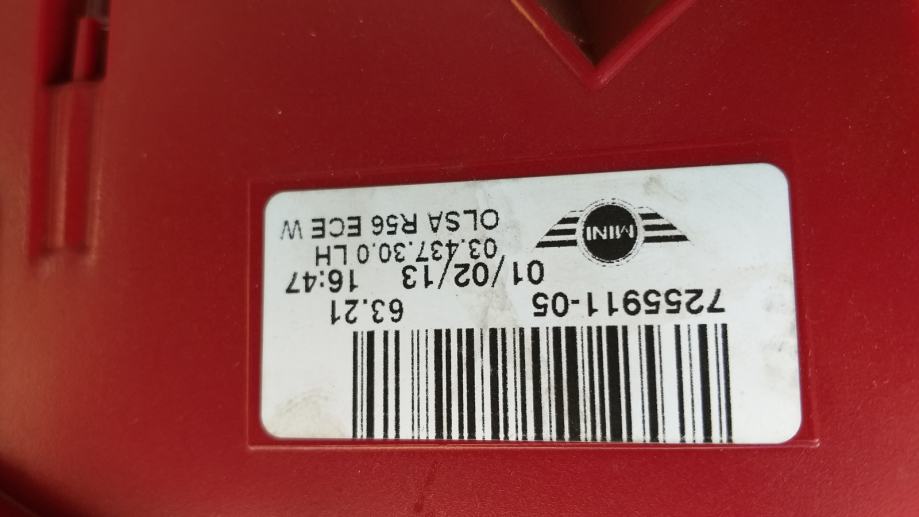 7255911-05 63.21
01/02/13 16:47
03.437.30.0 LH
MINI OLSA R56 ECE W